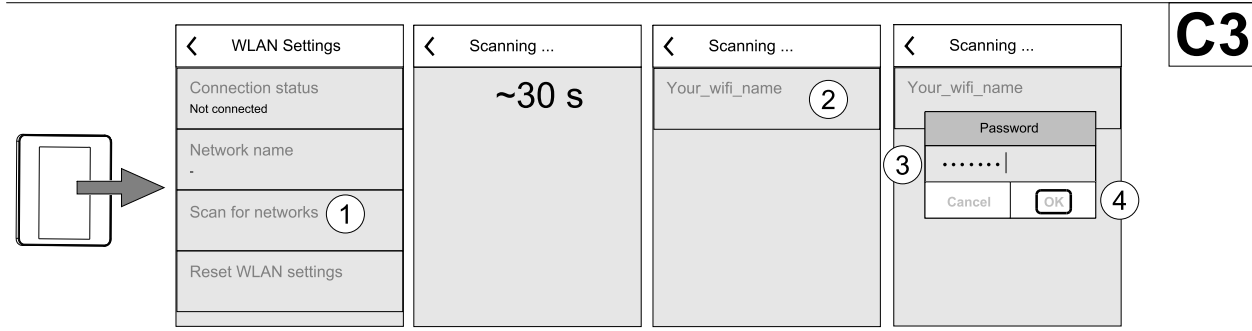 C3
WLAN Settings
Connection status
Not connected
Network name
-
Scan for networks 1
Reset WLAN settings
Scanning ...
~30 s
Scanning ...
Your_wifi_name 2
Scanning ...
Your_wifi_name
Password
3 •••••••|
Cancel OK 4